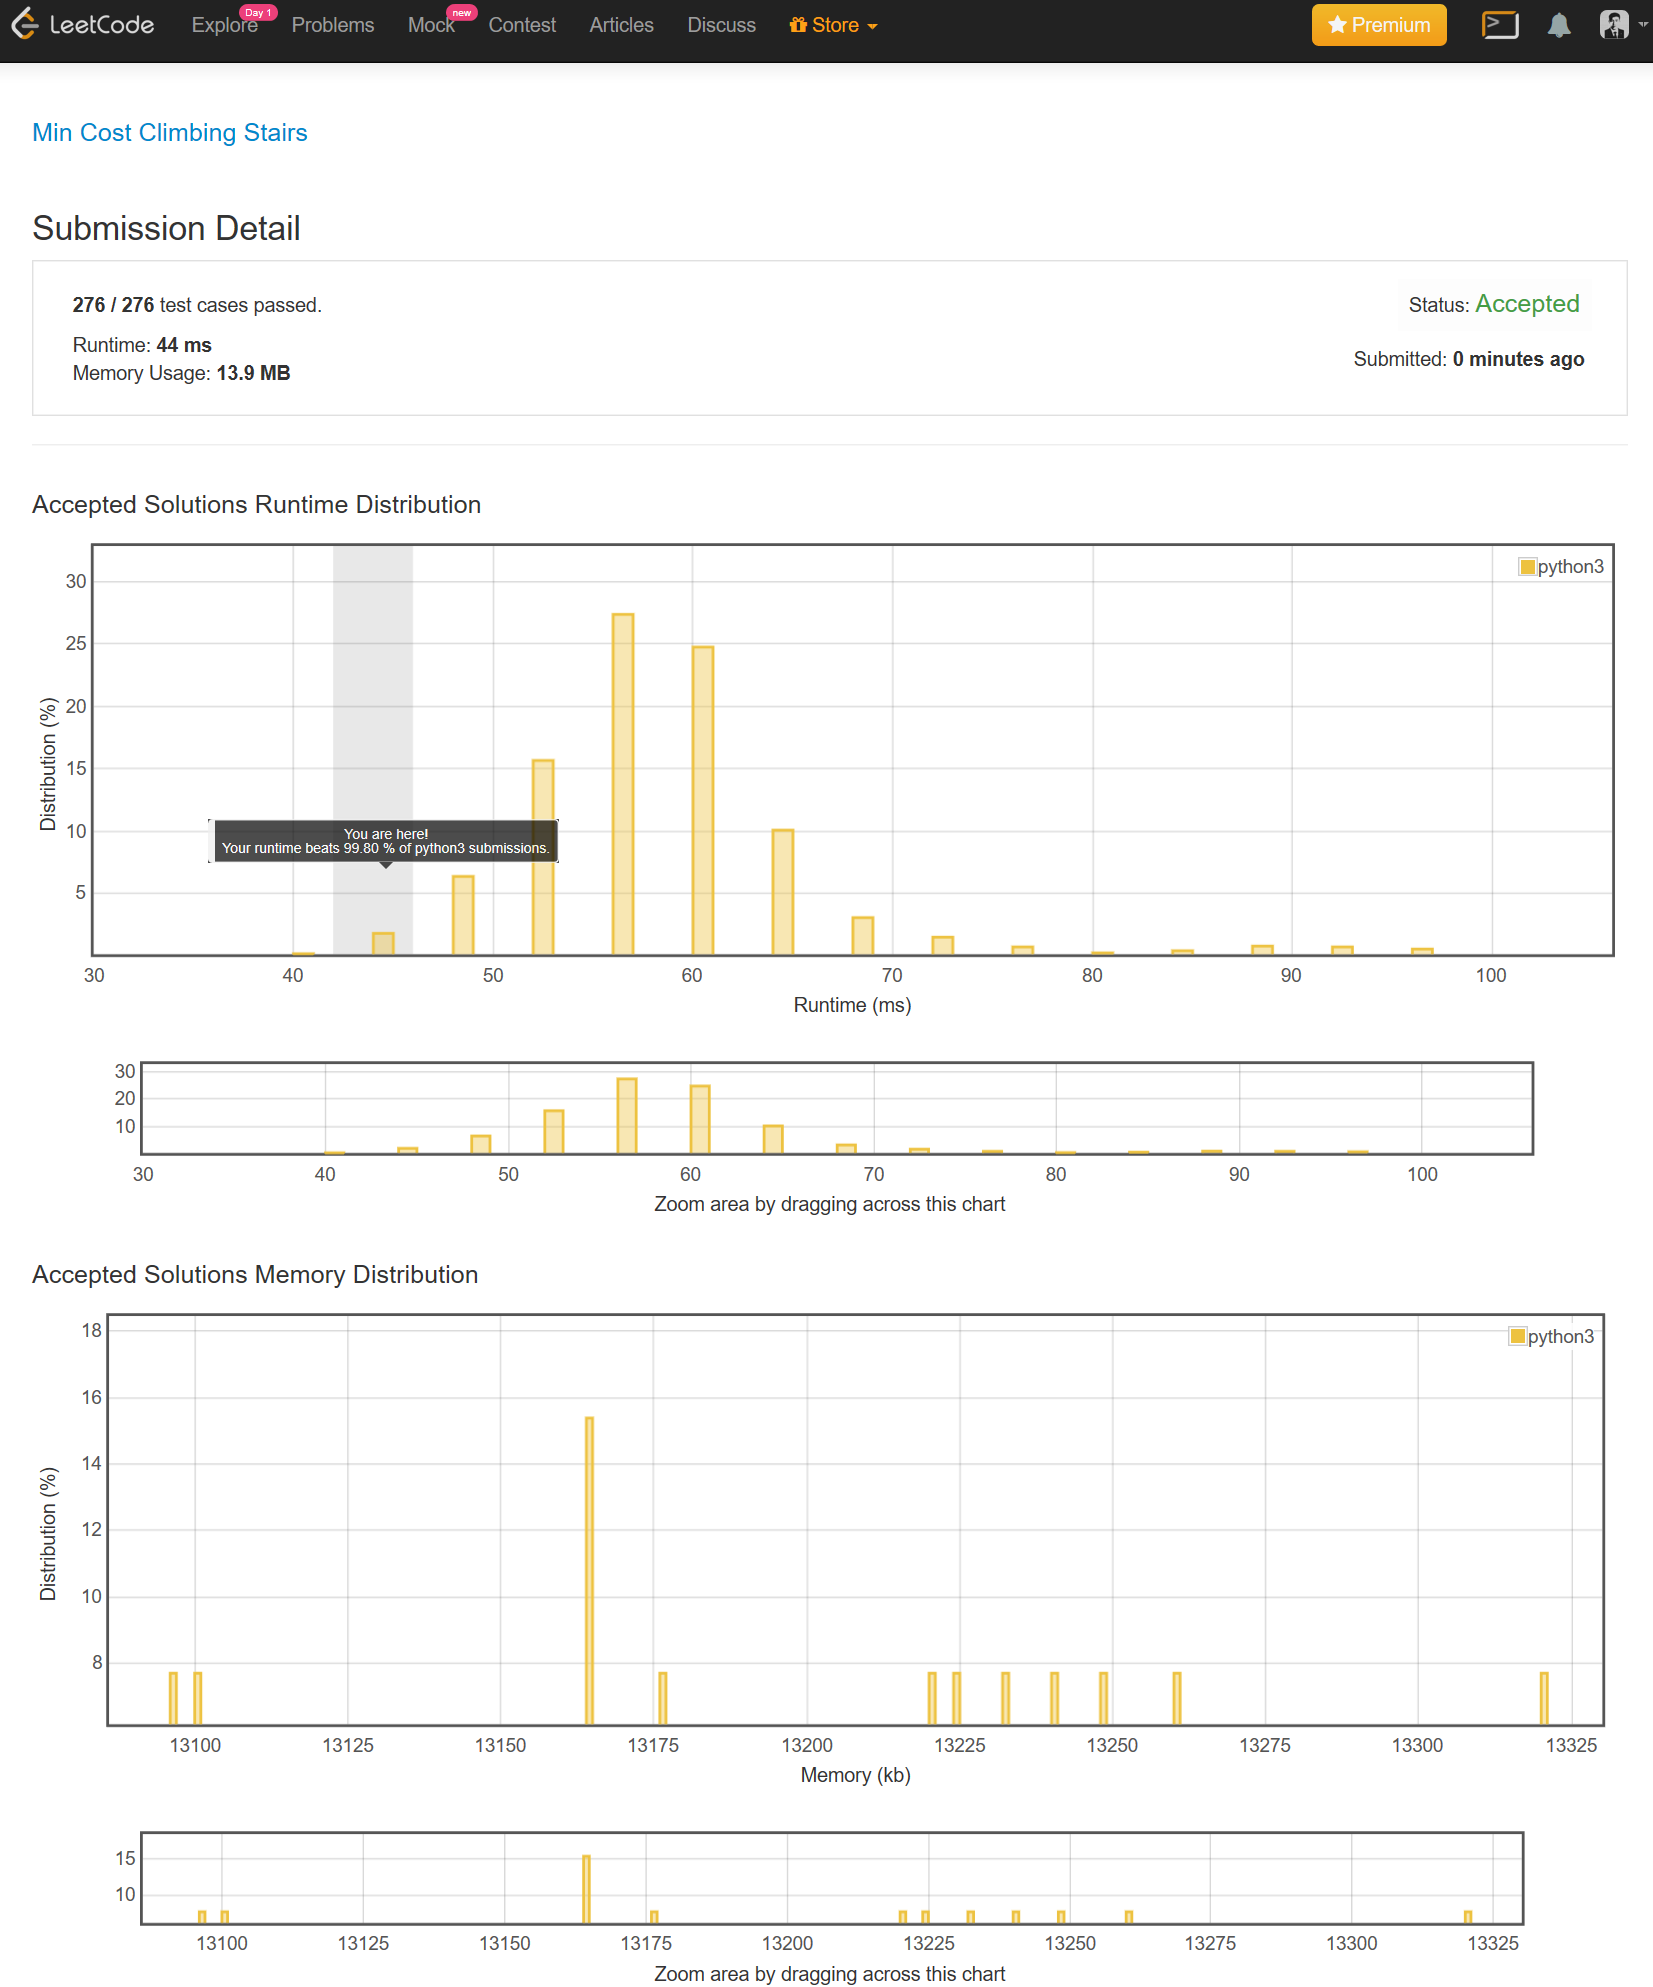 LeetCode Explore Day 1 Problems Mock new Contest Articles Discuss Store Premium
Min Cost Climbing Stairs
Submission Detail
276 / 276 test cases passed.
Status: Accepted
Runtime: 44 ms
Submitted: 0 minutes ago
Memory Usage: 13.9 MB
Accepted Solutions Runtime Distribution
python3
30
25
20
15
10
5
Distribution (%)
You are here!
Your runtime beats 99.80 % of python3 submissions.
30 40 50 60 70 80 90 100
Runtime (ms)
30
20
10
30 40 50 60 70 80 90 100
Zoom area by dragging across this chart
Accepted Solutions Memory Distribution
python3
18
16
14
12
10
8
Distribution (%)
13100 13125 13150 13175 13200 13225 13250 13275 13300 13325
Memory (kb)
15
10
13100 13125 13150 13175 13200 13225 13250 13275 13300 13325
Zoom area by dragging across this chart